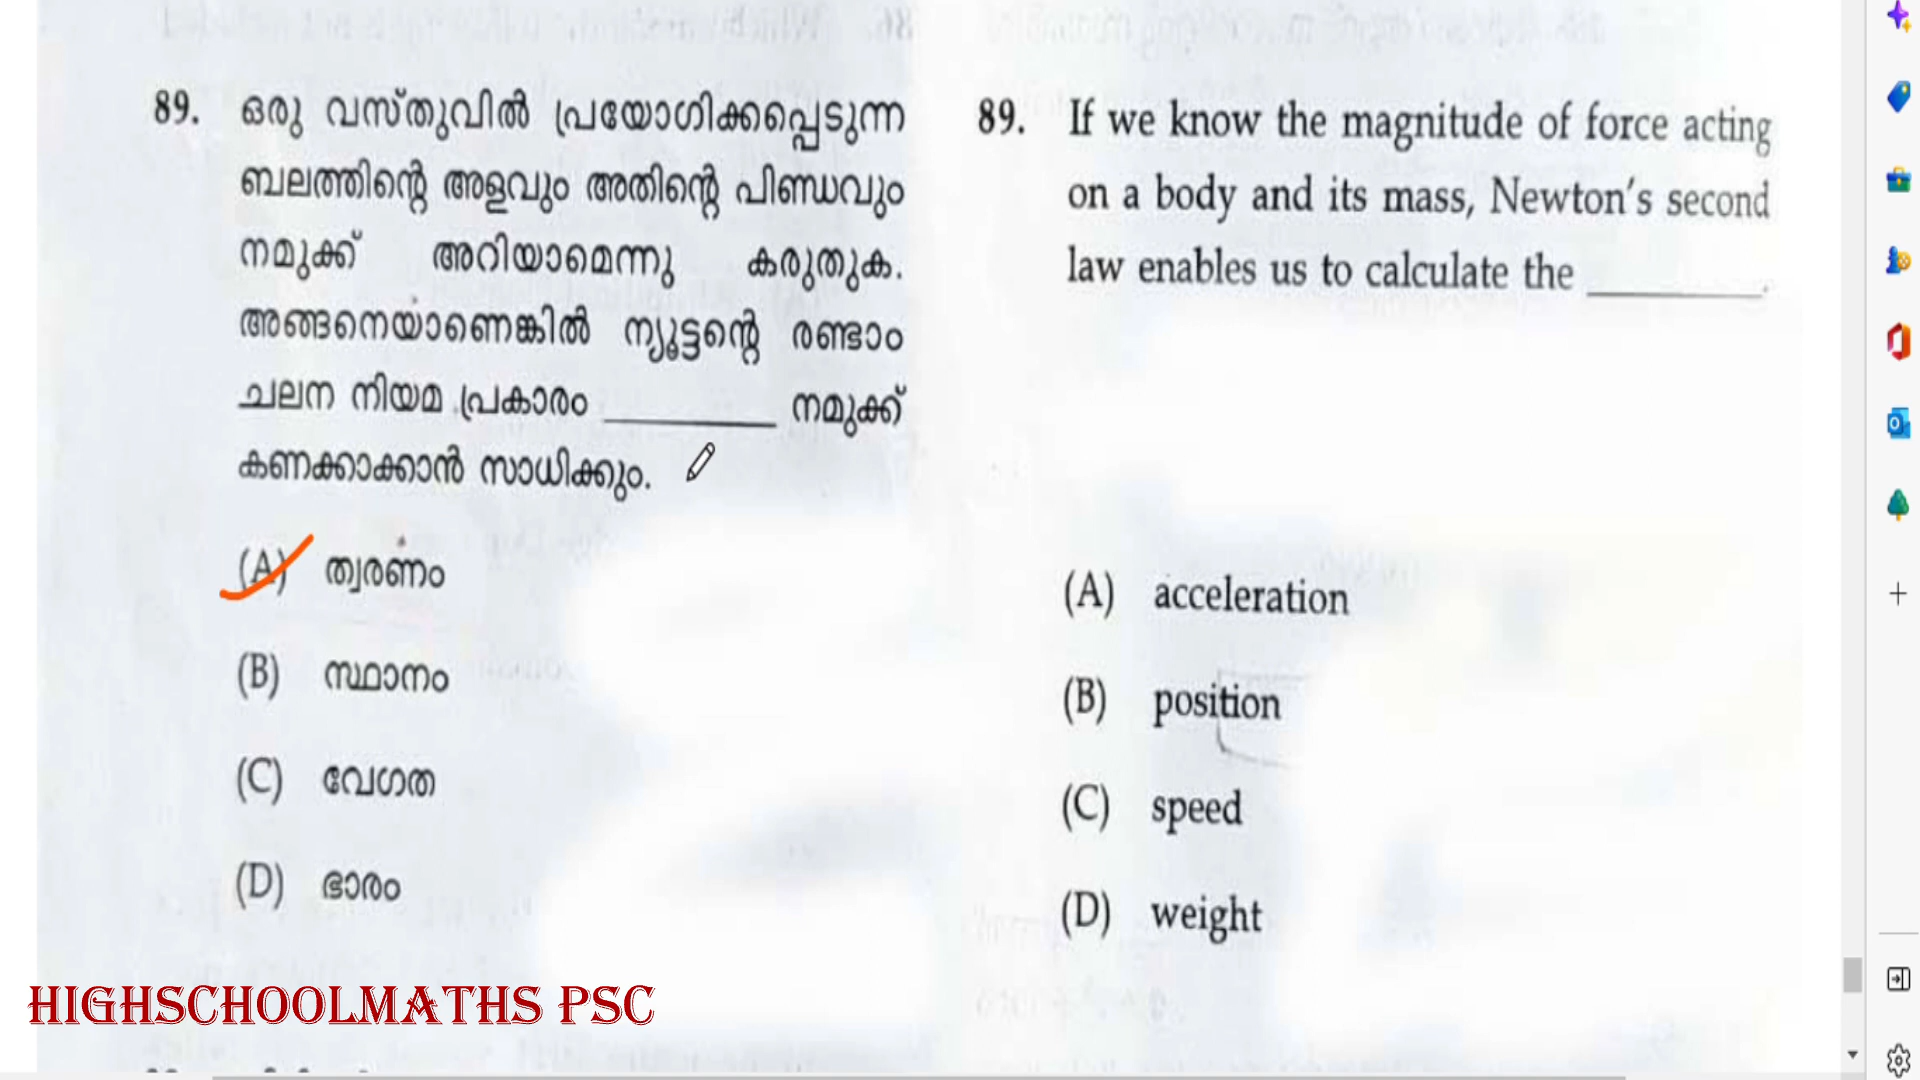 89. ഒരു വസ്തുവിൽ പ്രയോഗിക്കപ്പെടുന്ന
ബലത്തിന്റെ അളവും അതിന്റെ പിണ്ഡവും
നമുക്ക് അറിയാമെന്നു കരുതുക.
അങ്ങനെയാണെങ്കിൽ ന്യൂട്ടന്റെ രണ്ടാം
ചലന നിയമ പ്രകാരം ________ നമുക്ക്
കണക്കാക്കാൻ സാധിക്കും.
(A) ത്വരണം
(B) സ്ഥാനം
(C) വേഗത
(D) ഭാരം
89. If we know the magnitude of force acting
on a body and its mass, Newton's second
law enables us to calculate the ________.
(A) acceleration
(B) position
(C) speed
(D) weight
HIGHSCHOOLMATHS PSC